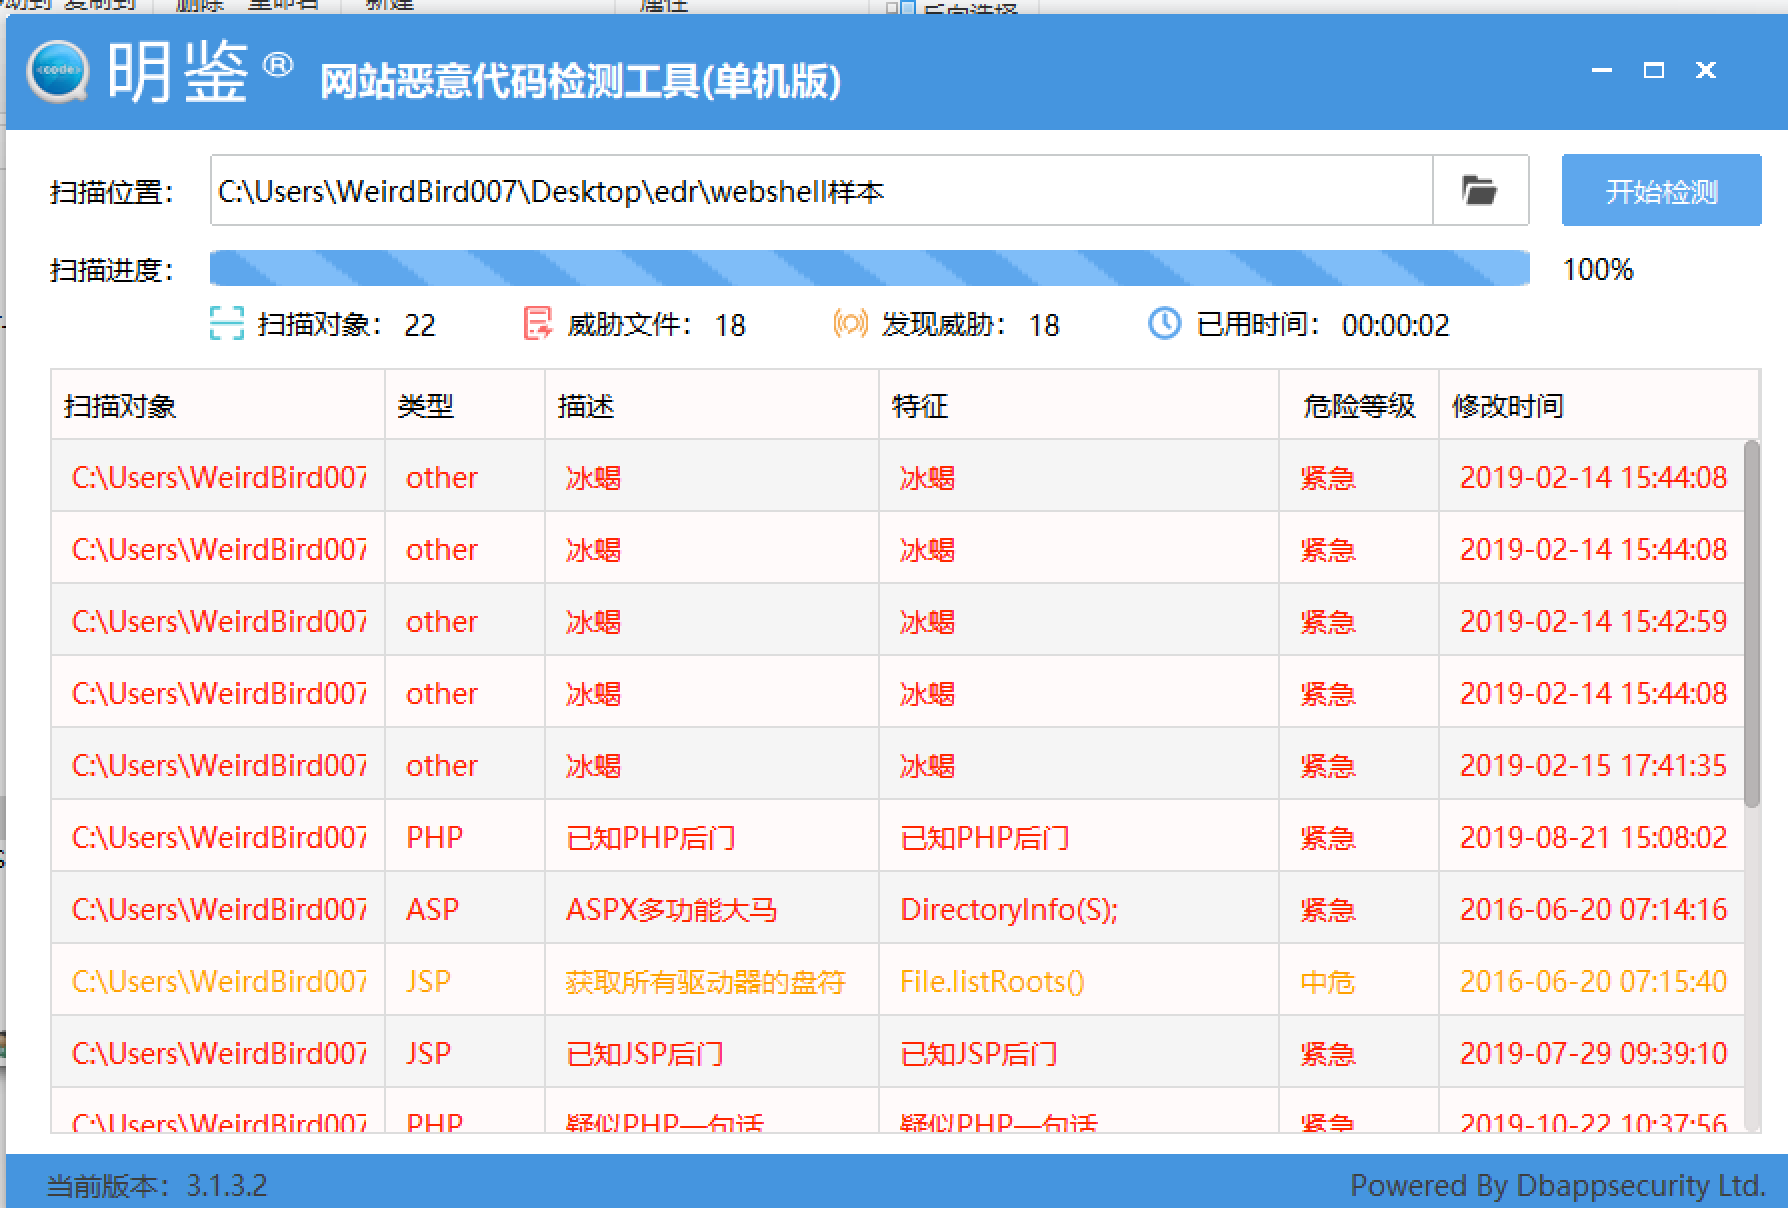 删除 重命名 新建 属性 反向选择
<code>
明鉴® 网站恶意代码检测工具(单机版)
扫描位置： C:\Users\WeirdBird007\Desktop\edr\webshell样本 开始检测
扫描进度： 100%
扫描对象： 22 威胁文件： 18 发现威胁： 18 已用时间： 00:00:02
扫描对象 类型 描述 特征 危险等级 修改时间
C:\Users\WeirdBird007 other 冰蝎 冰蝎 紧急 2019-02-14 15:44:08
C:\Users\WeirdBird007 other 冰蝎 冰蝎 紧急 2019-02-14 15:44:08
C:\Users\WeirdBird007 other 冰蝎 冰蝎 紧急 2019-02-14 15:42:59
C:\Users\WeirdBird007 other 冰蝎 冰蝎 紧急 2019-02-14 15:44:08
C:\Users\WeirdBird007 other 冰蝎 冰蝎 紧急 2019-02-15 17:41:35
C:\Users\WeirdBird007 PHP 已知PHP后门 已知PHP后门 紧急 2019-08-21 15:08:02
C:\Users\WeirdBird007 ASP ASPX多功能大马 DirectoryInfo(S); 紧急 2016-06-20 07:14:16
C:\Users\WeirdBird007 JSP 获取所有驱动器的盘符 File.listRoots() 中危 2016-06-20 07:15:40
C:\Users\WeirdBird007 JSP 已知JSP后门 已知JSP后门 紧急 2019-07-29 09:39:10
C:\Users\WeirdBird007 PHP 疑似PHP一句话 疑似PHP一句话 紧急 2019-10-22 10:37:56
当前版本： 3.1.3.2 Powered By Dbappsecurity Ltd.